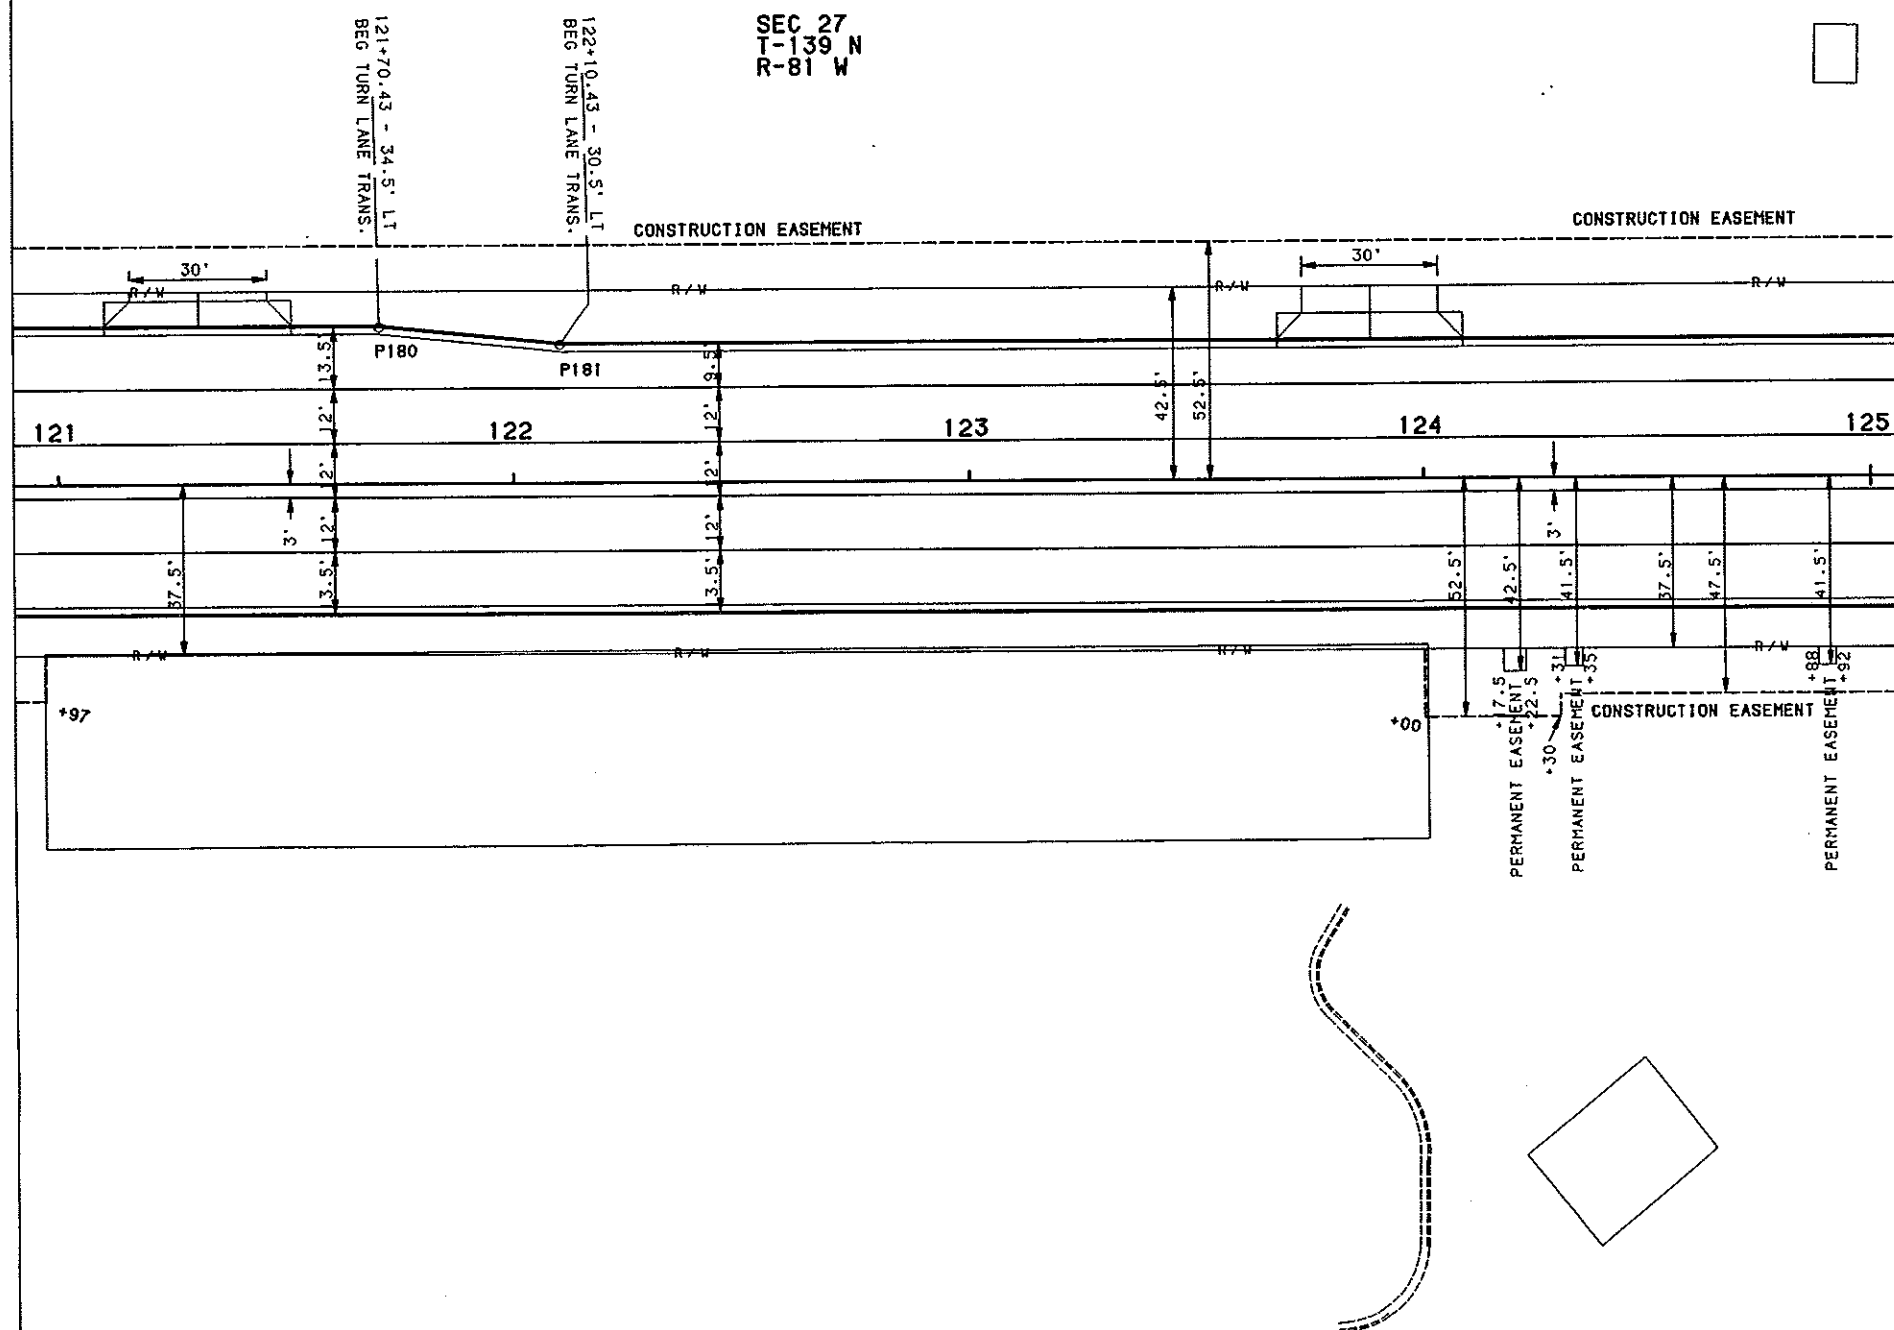 SEC 27
T-139 N
R-81 W
121+70.43 - 34.5' LT
BEG TURN LANE TRANS.
122+10.43 - 30.5' LT
BEG TURN LANE TRANS.
CONSTRUCTION EASEMENT
CONSTRUCTION EASEMENT
30'
30'
R/W
R/W
R/W
R/W
P180
P181
13.5'
9.5'
12'
12'
42.5'
52.5'
121
122
123
124
125
12'
12'
3'
12'
12'
3'
37.5'
3.5'
3.5'
52.5'
42.5'
41.5'
37.5'
47.5'
41.5'
R/W
R/W
R/W
R/W
+97
+00
+17.5
+22.5
+31
+35
+88
+92
+30
CONSTRUCTION EASEMENT
PERMANENT EASEMENT
PERMANENT EASEMENT
PERMANENT EASEMENT